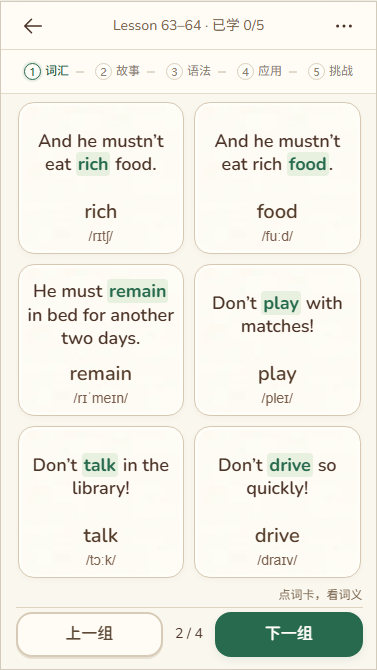 Lesson 63–64 · 已学 0/5
1 词汇 – 2 故事 – 3 语法 – 4 应用 – 5 挑战
And he mustn’t
eat rich food.
rich
/rɪtʃ/
And he mustn’t
eat rich food.
food
/fuːd/
He must remain
in bed for another
two days.
remain
/rɪˈmeɪn/
Don’t play with
matches!
play
/pleɪ/
Don’t talk in the
library!
talk
/tɔːk/
Don’t drive so
quickly!
drive
/draɪv/
点词卡，看词义
上一组
2 / 4
下一组